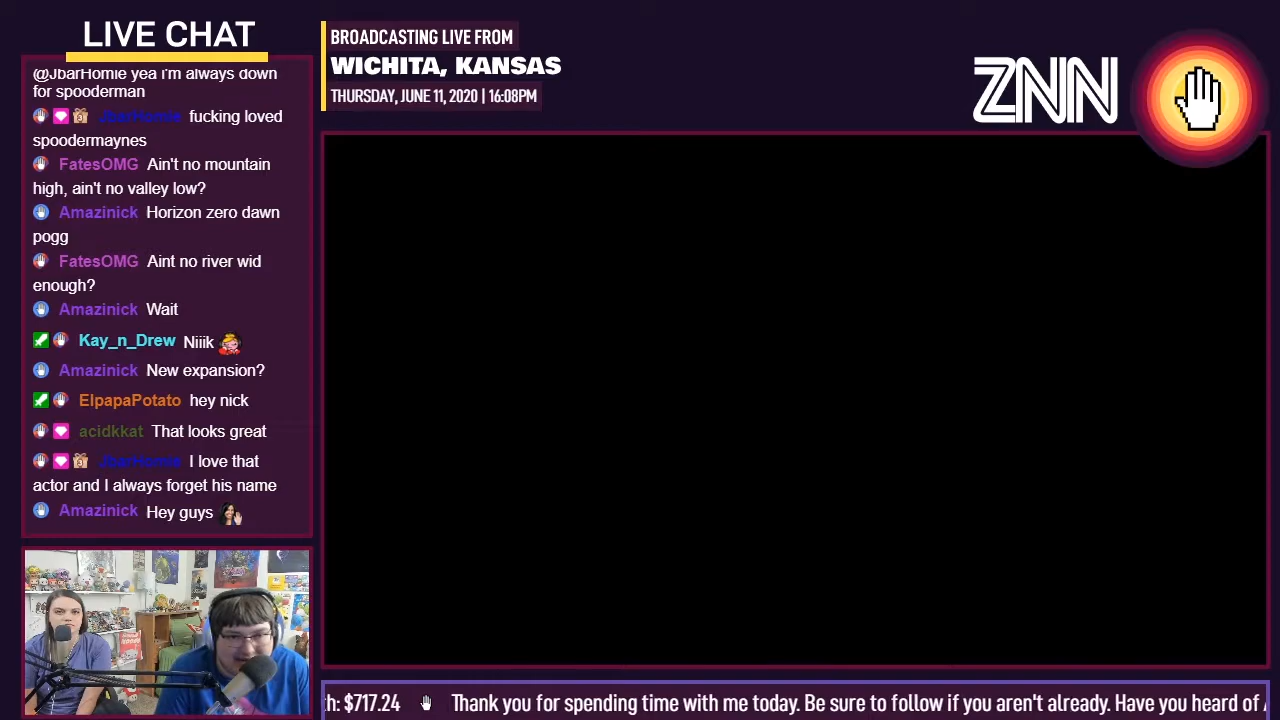 LIVE CHAT
@JbarHomie yea i'm always down
for spooderman
JbarHomie fucking loved
spoodermaynes
FatesOMG Ain't no mountain
high, ain't no valley low?
Amazinick Horizon zero dawn
pogg
FatesOMG Aint no river wid
enough?
Amazinick Wait
Kay_n_Drew Niiik
Amazinick New expansion?
ElpapaPotato hey nick
acidkkat That looks great
JbarHomie I love that
actor and I always forget his name
Amazinick Hey guys
BROADCASTING LIVE FROM
WICHITA, KANSAS
THURSDAY, JUNE 11, 2020 | 16:08PM
ZNN
h: $717.24 Thank you for spending time with me today. Be sure to follow if you aren't already. Have you heard of